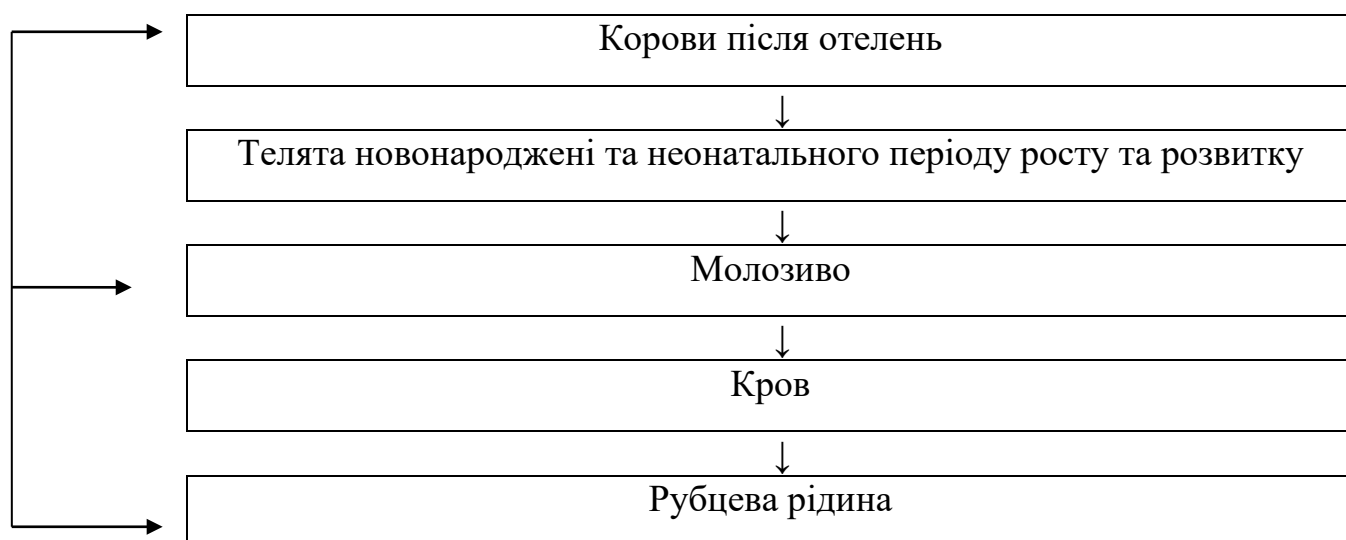 Корови після отелень
↓
Телята новонароджені та неонатального періоду росту та розвитку
↓
Молозиво
↓
Кров
↓
Рубцева рідина